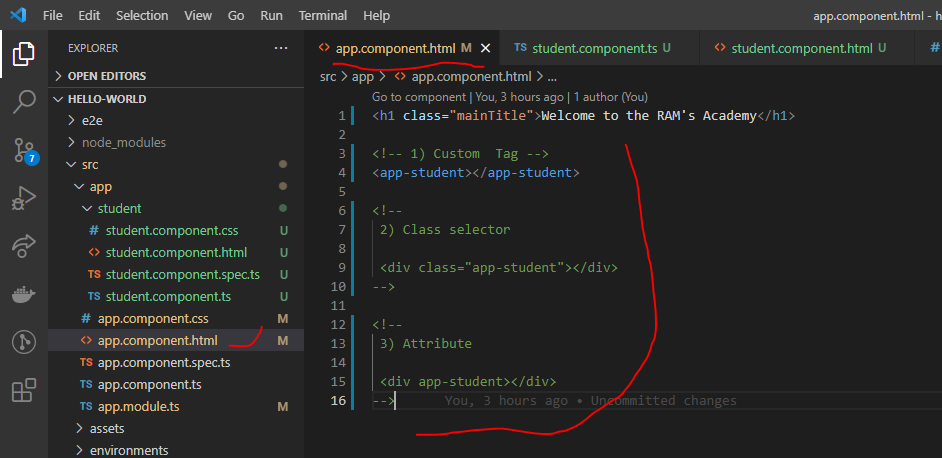 File Edit Selection View Go Run Terminal Help app.component.html - h
EXPLORER ···
app.component.html M × TS student.component.ts U student.component.html U #
OPEN EDITORS
src > app > <> app.component.html > ...
HELLO-WORLD
Go to component | You, 3 hours ago | 1 author (You)
e2e
1 <h1 class="mainTitle">Welcome to the RAM's Academy</h1>
node_modules
2
src
3 <!-- 1) Custom  Tag -->
4 <app-student></app-student>
app
5
student
6 <!--
# student.component.css U
7 2) Class selector
<> student.component.html U
8
TS student.component.spec.ts U
9 <div class="app-student"></div>
TS student.component.ts U
10 -->
# app.component.css M
11
<> app.component.html M
12 <!--
13 3) Attribute
TS app.component.spec.ts
14
TS app.component.ts
15 <div app-student></div>
TS app.module.ts M
16 --> You, 3 hours ago • Uncommitted changes
assets
environments
7